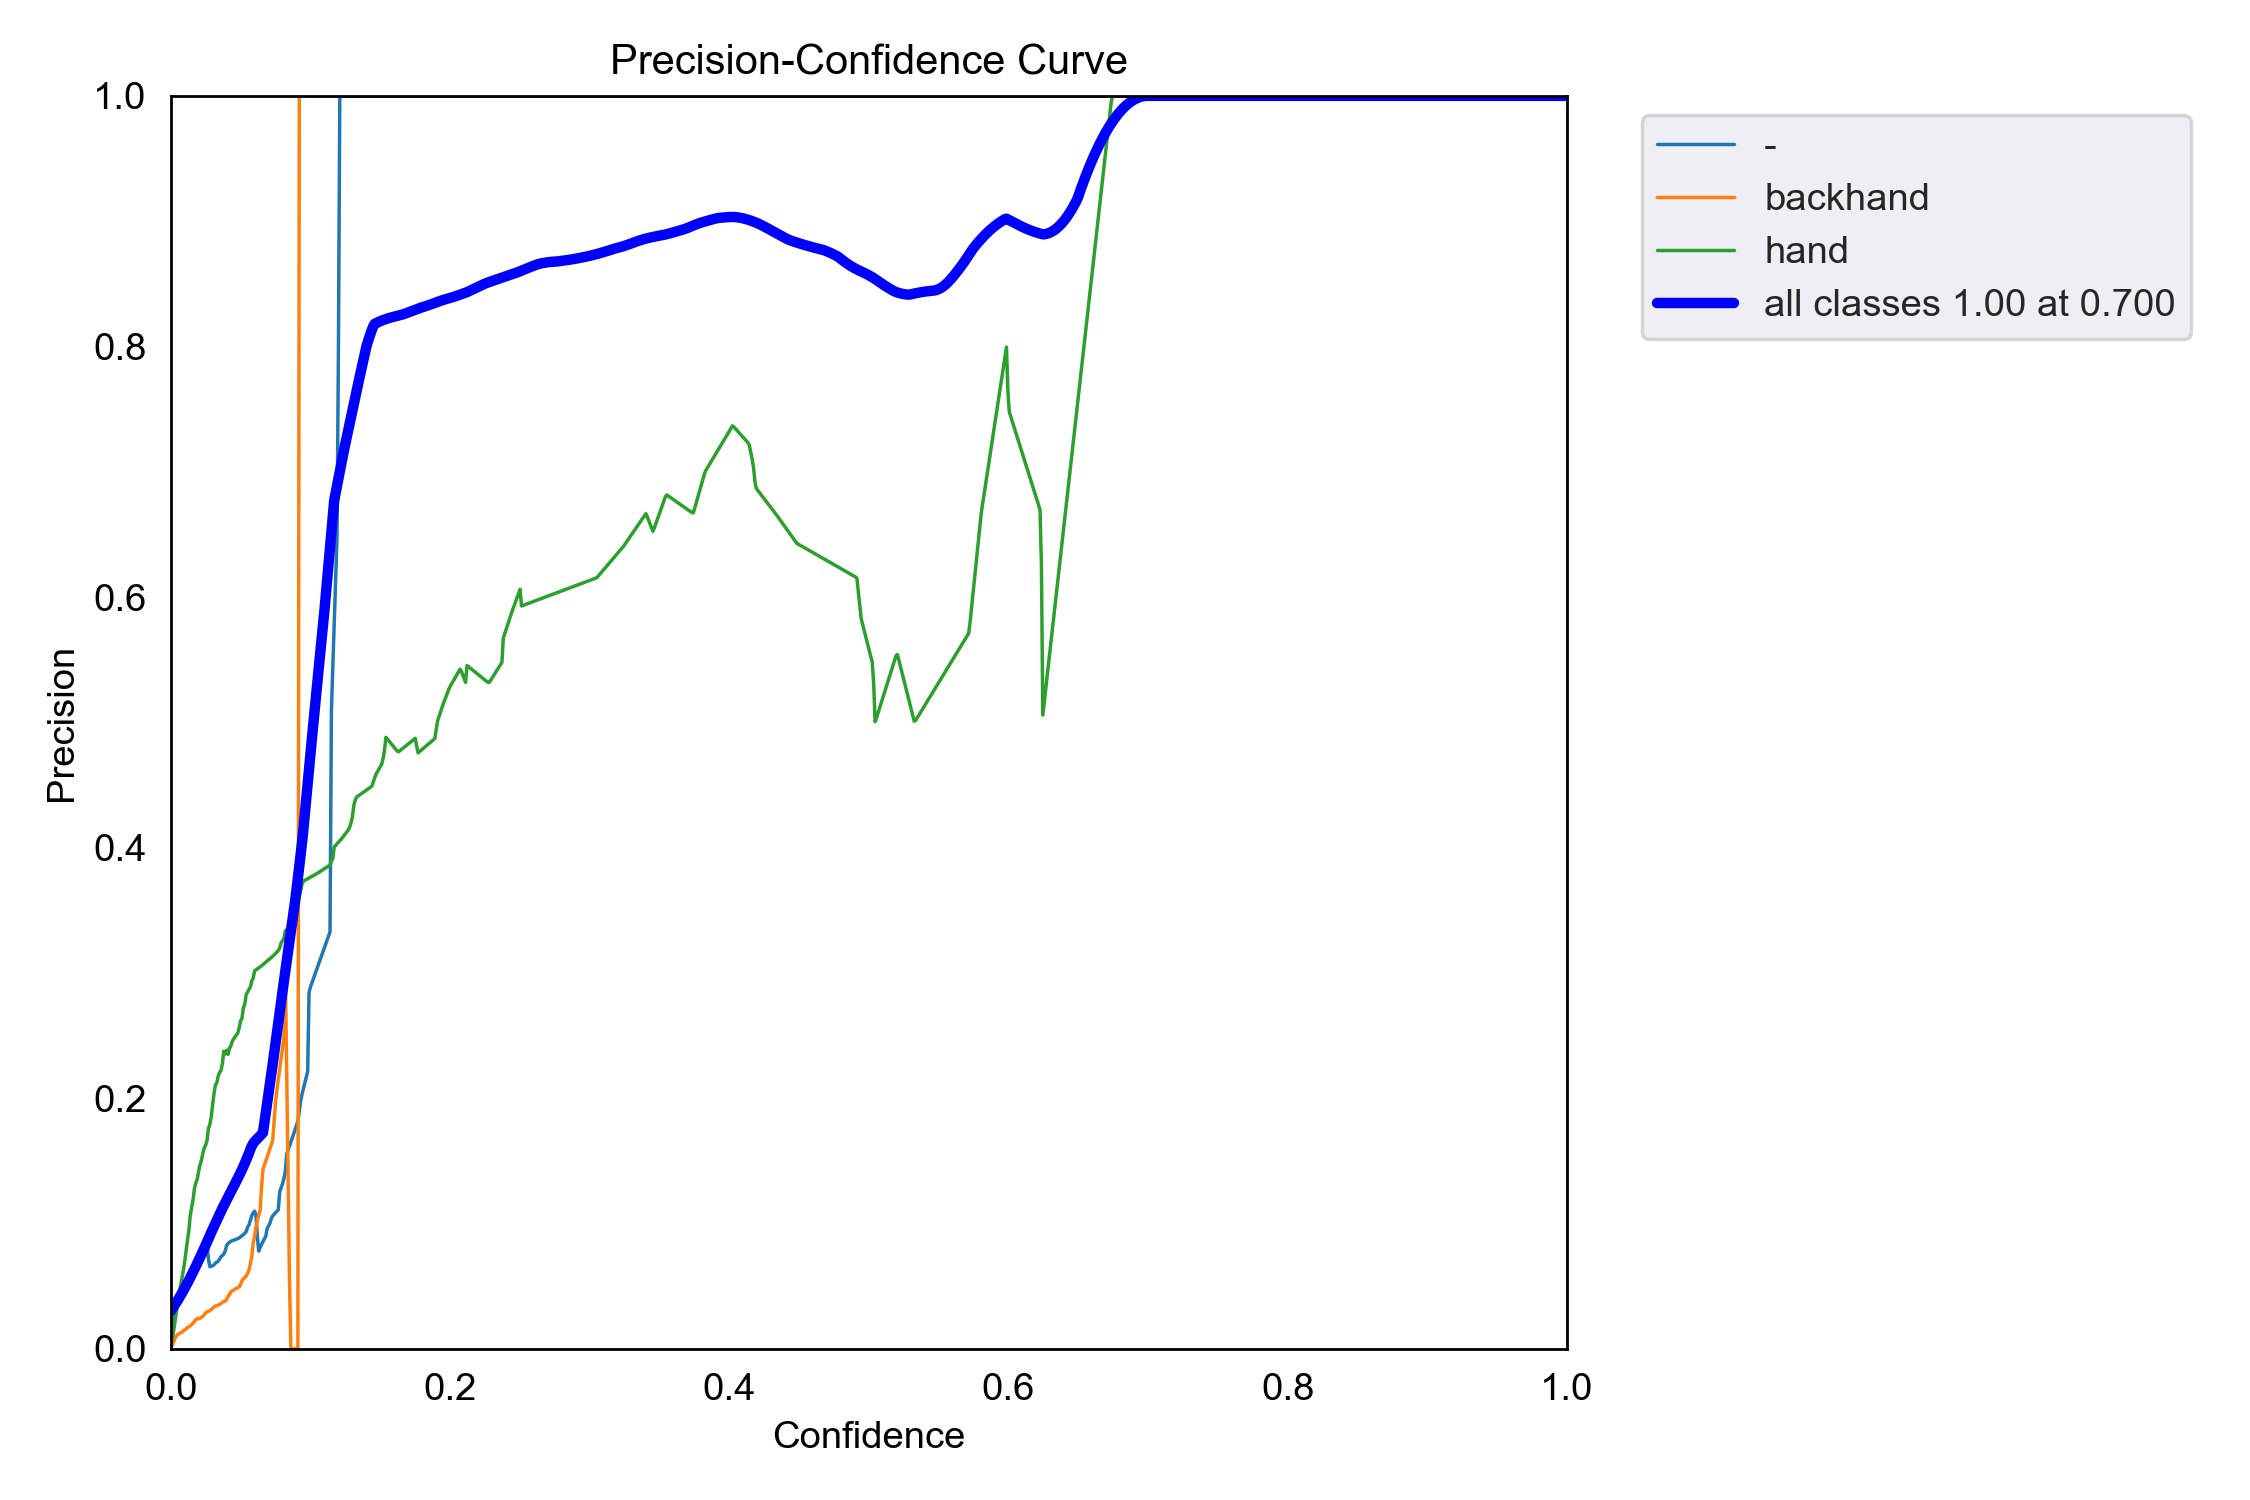 Precision-Confidence Curve
1.0
0.8
0.6
0.4
0.2
0.0
Precision
0.0 0.2 0.4 0.6 0.8 1.0
Confidence
-
backhand
hand
all classes 1.00 at 0.700